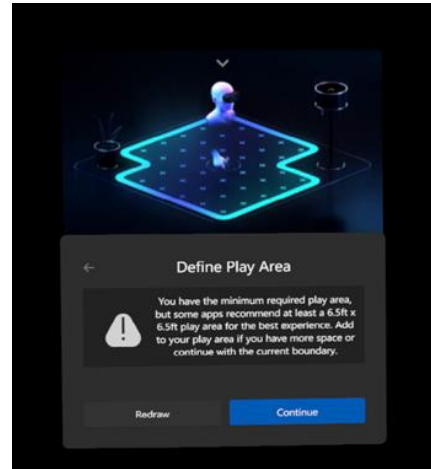 Define Play Area
You have the minimum required play area,
but some apps recommend at least a 6.5ft x
6.5ft play area for the best experience. Add
to your play area if you have more space or
continue with the current boundary.
Redraw
Continue